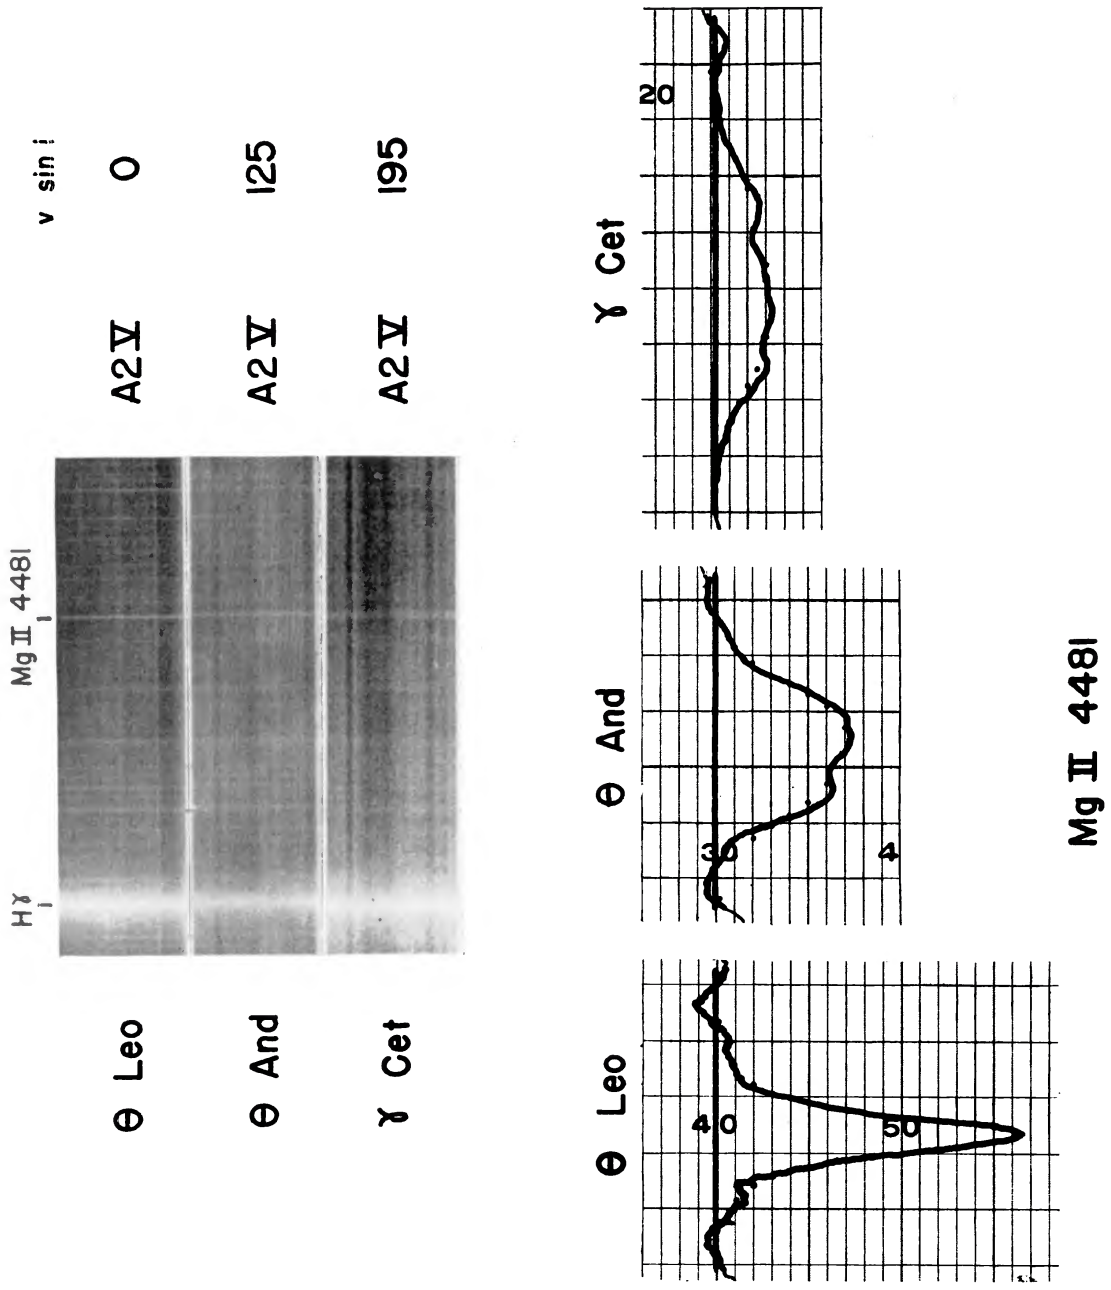 Hγ Mg II 4481 v sin i
θ Leo A2 V 0
θ And A2 V 125
γ Cet A2 V 195
θ Leo θ And γ Cet
40 30 20
50 4
Mg II 4481